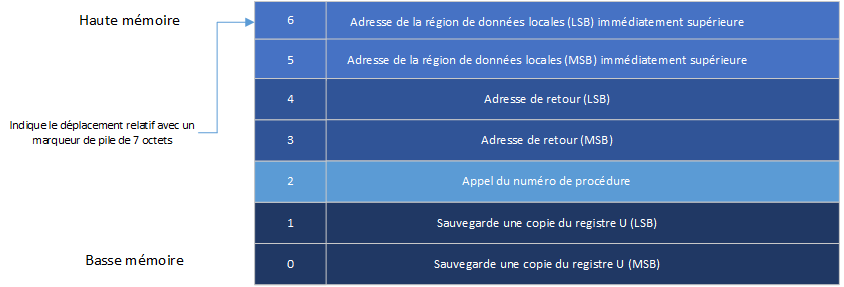 Haute mémoire
6 Adresse de la région de données locales (LSB) immédiatement supérieure
5 Adresse de la région de données locales (MSB) immédiatement supérieure
4 Adresse de retour (LSB)
Indique le déplacement relatif avec un
marqueur de pile de 7 octets
3 Adresse de retour (MSB)
2 Appel du numéro de procédure
1 Sauvegarde une copie du registre U (LSB)
Basse mémoire
0 Sauvegarde une copie du registre U (MSB)